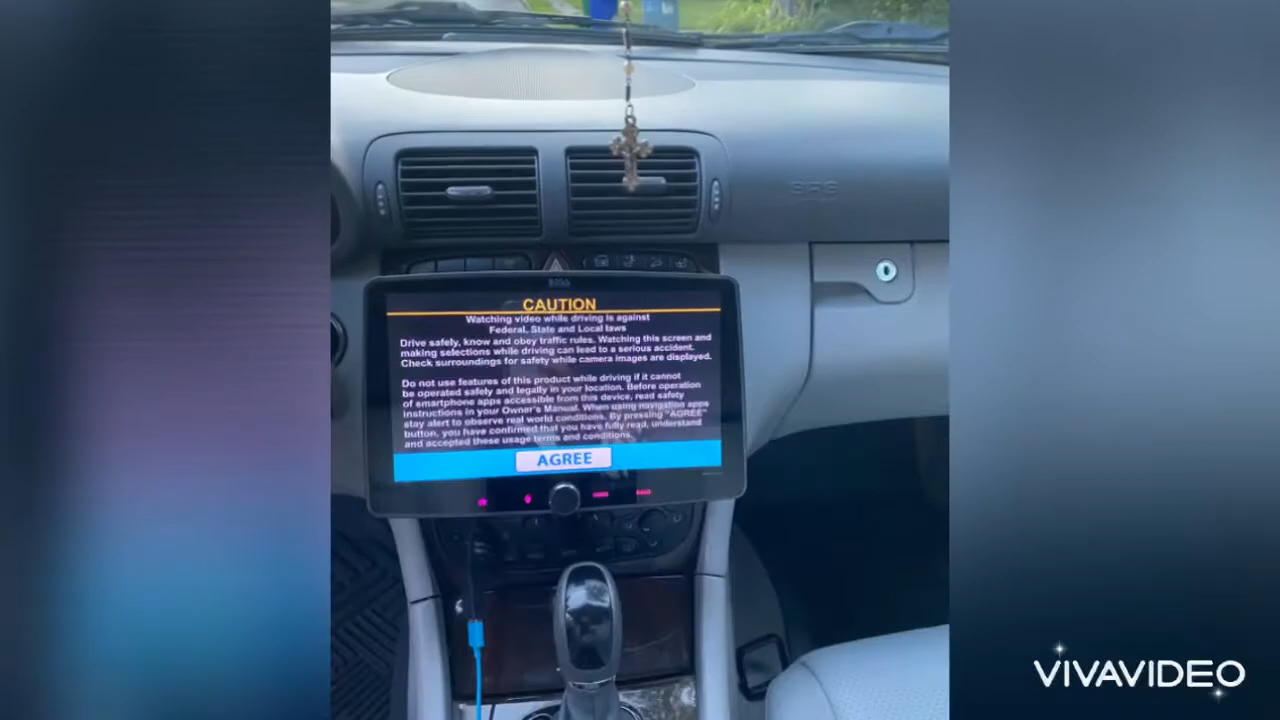 SRS
BOSS
CAUTION
Watching video while driving is against
Federal, State and Local laws
Drive safely, know and obey traffic rules. Watching this screen and
making selections while driving can lead to a serious accident.
Check surroundings for safety while camera images are displayed.
Do not use features of this product while driving if it cannot
be operated safely and legally in your location. Before operation
of smartphone apps accessible from this device, read safety
instructions in your Owner's Manual. When using navigation apps
stay alert to observe real world conditions. By pressing "AGREE"
button, you have confirmed that you have fully read, understand
and accepted these usage terms and conditions.
AGREE
VIVAVIDEO